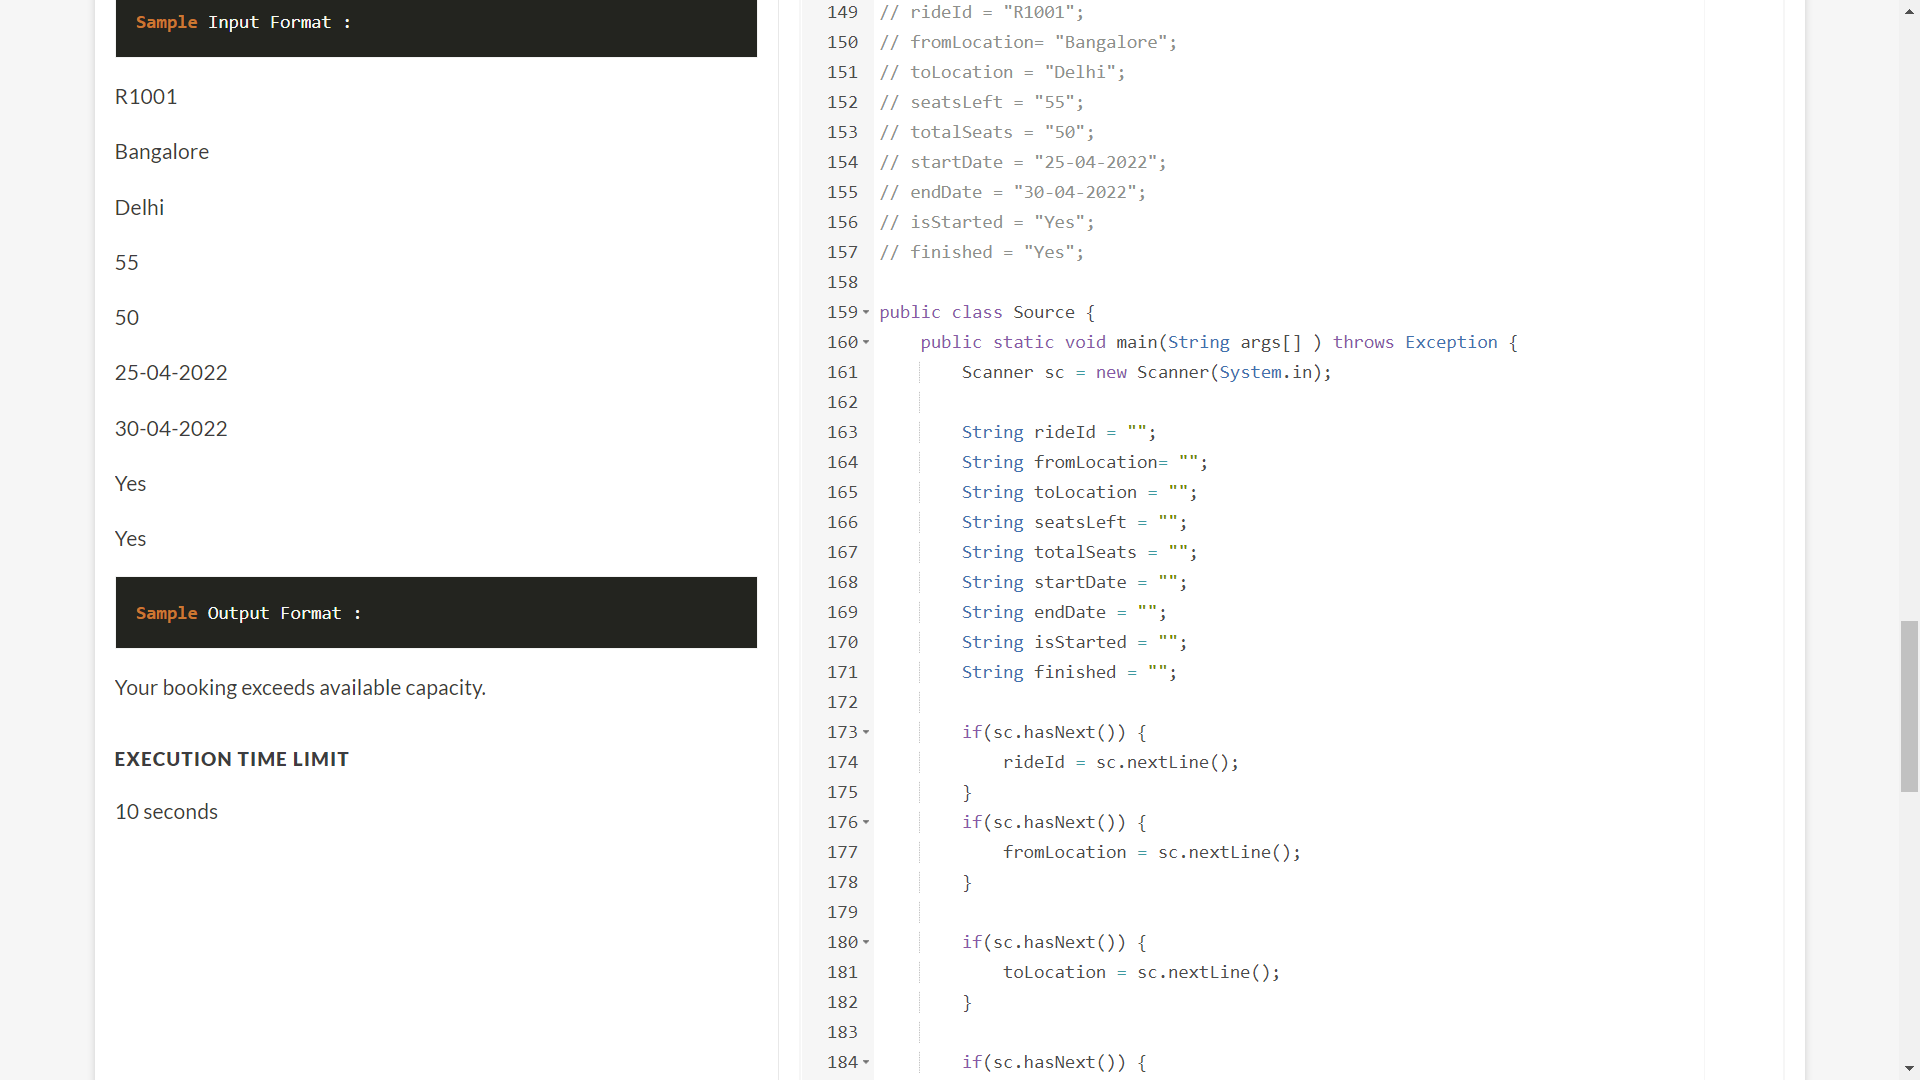 Sample Input Format :
R1001
Bangalore
Delhi
55
50
25-04-2022
30-04-2022
Yes
Yes
Sample Output Format :
Your booking exceeds available capacity.
EXECUTION TIME LIMIT
10 seconds
149 // rideId = "R1001";
150 // fromLocation= "Bangalore";
151 // toLocation = "Delhi";
152 // seatsLeft = "55";
153 // totalSeats = "50";
154 // startDate = "25-04-2022";
155 // endDate = "30-04-2022";
156 // isStarted = "Yes";
157 // finished = "Yes";
158
159 public class Source {
160     public static void main(String args[] ) throws Exception {
161         Scanner sc = new Scanner(System.in);
162
163         String rideId = "";
164         String fromLocation= "";
165         String toLocation = "";
166         String seatsLeft = "";
167         String totalSeats = "";
168         String startDate = "";
169         String endDate = "";
170         String isStarted = "";
171         String finished = "";
172
173         if(sc.hasNext()) {
174             rideId = sc.nextLine();
175         }
176         if(sc.hasNext()) {
177             fromLocation = sc.nextLine();
178         }
179
180         if(sc.hasNext()) {
181             toLocation = sc.nextLine();
182         }
183
184         if(sc.hasNext()) {